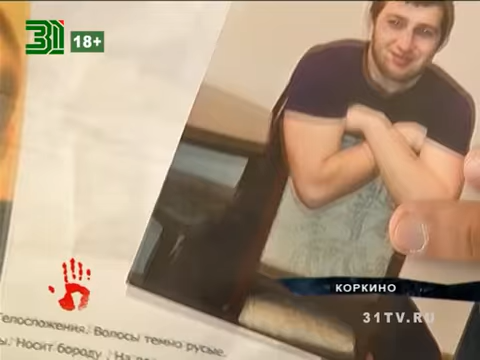 31
18+
КОРКИНО
31TV.RU
Телосложения. Волосы темно русые.
Носит бороду